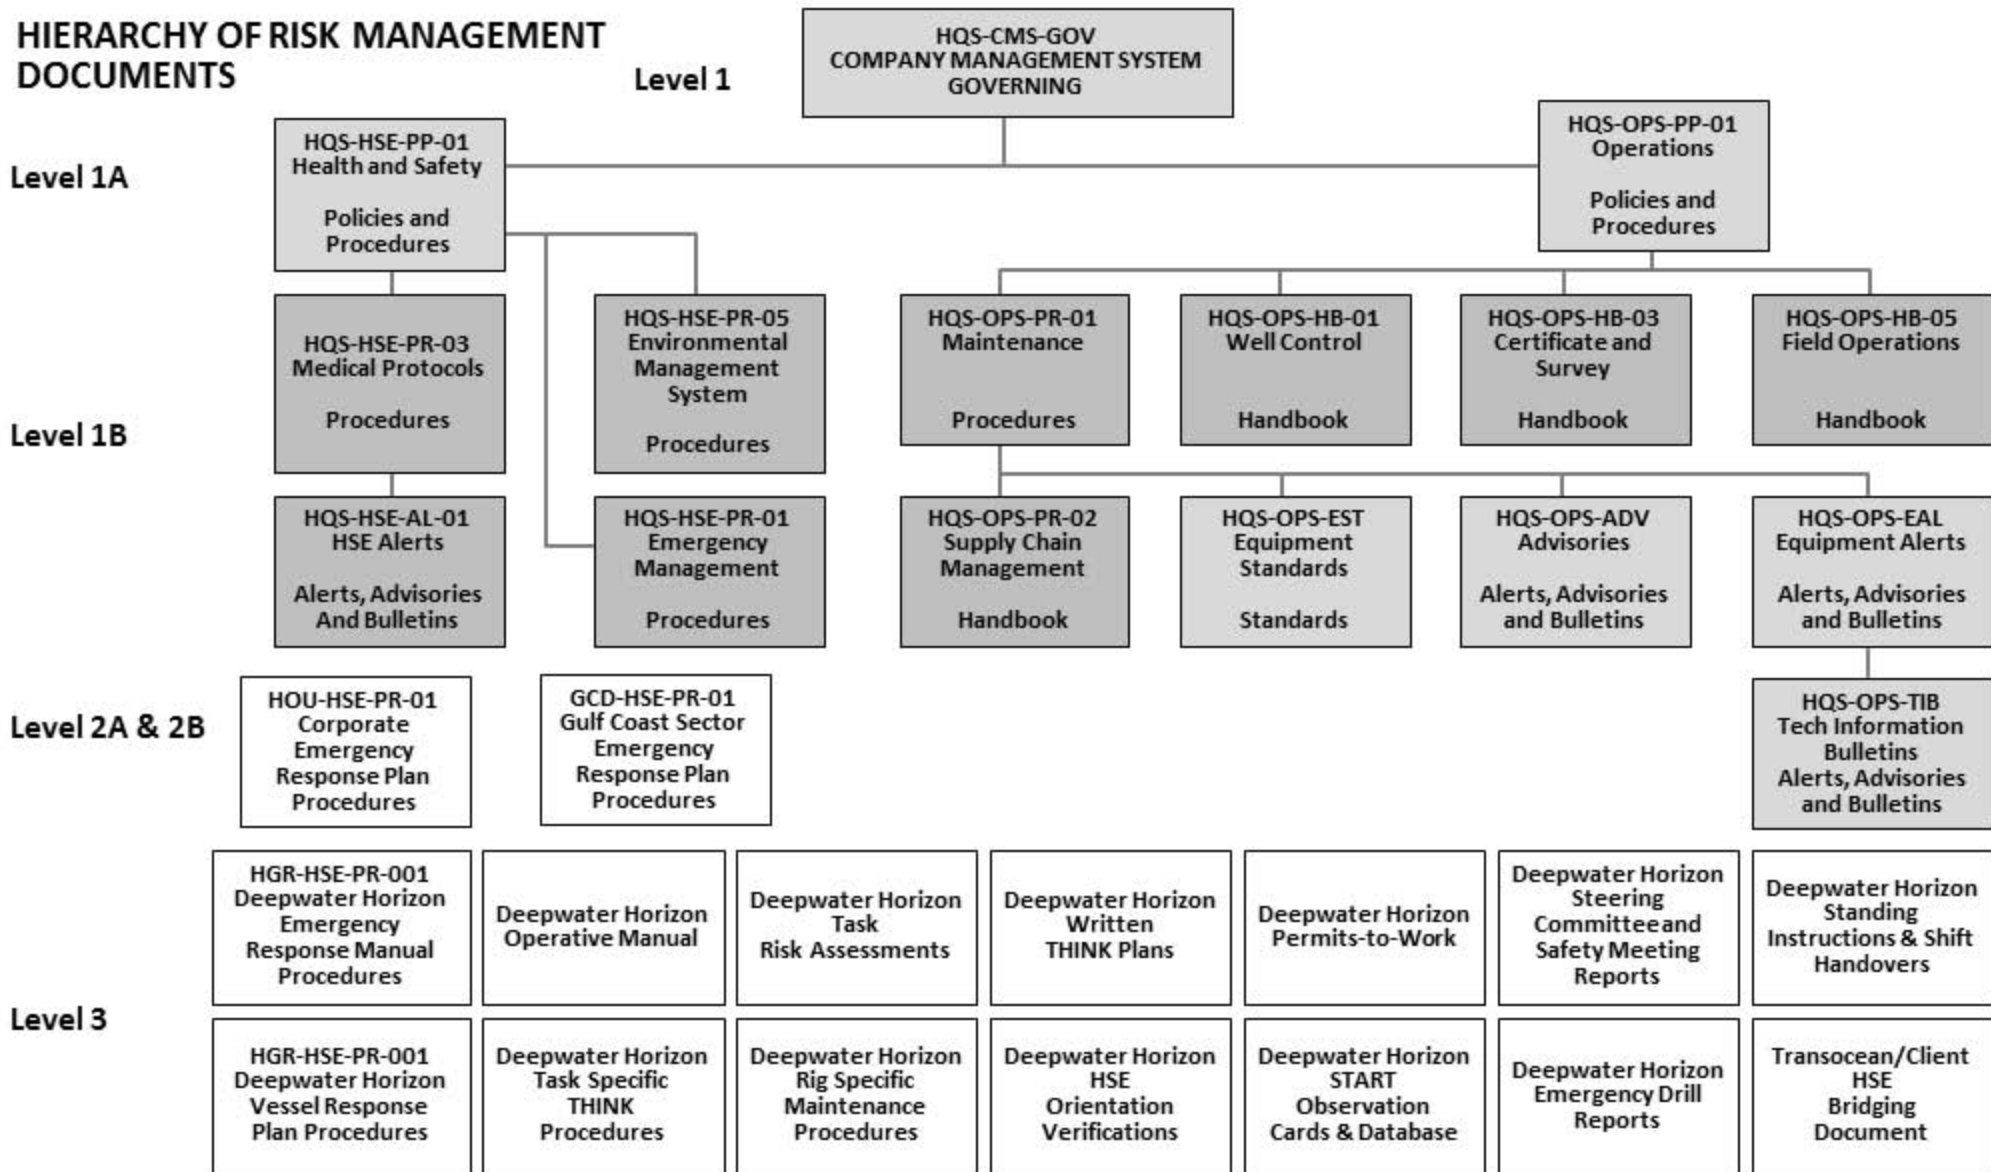 HIERARCHY OF RISK MANAGEMENT
DOCUMENTS
Level 1
HQS-CMS-GOV
COMPANY MANAGEMENT SYSTEM
GOVERNING
Level 1A
HQS-HSE-PP-01
Health and Safety
Policies and
Procedures
HQS-OPS-PP-01
Operations
Policies and
Procedures
Level 1B
HQS-HSE-PR-03
Medical Protocols
Procedures
HQS-HSE-PR-05
Environmental
Management
System
Procedures
HQS-OPS-PR-01
Maintenance
Procedures
HQS-OPS-HB-01
Well Control
Handbook
HQS-OPS-HB-03
Certificate and
Survey
Handbook
HQS-OPS-HB-05
Field Operations
Handbook
HQS-HSE-AL-01
HSE Alerts
Alerts, Advisories
And Bulletins
HQS-HSE-PR-01
Emergency
Management
Procedures
HQS-OPS-PR-02
Supply Chain
Management
Handbook
HQS-OPS-EST
Equipment
Standards
Standards
HQS-OPS-ADV
Advisories
Alerts, Advisories
and Bulletins
HQS-OPS-EAL
Equipment Alerts
Alerts, Advisories
and Bulletins
Level 2A & 2B
HOU-HSE-PR-01
Corporate
Emergency
Response Plan
Procedures
GCD-HSE-PR-01
Gulf Coast Sector
Emergency
Response Plan
Procedures
HQS-OPS-TIB
Tech Information
Bulletins
Alerts, Advisories
and Bulletins
Level 3
HGR-HSE-PR-001
Deepwater Horizon
Emergency
Response Manual
Procedures
Deepwater Horizon
Operative Manual
Deepwater Horizon
Task
Risk Assessments
Deepwater Horizon
Written
THINK Plans
Deepwater Horizon
Permits-to-Work
Deepwater Horizon
Steering
Committee and
Safety Meeting
Reports
Deepwater Horizon
Standing
Instructions & Shift
Handovers
HGR-HSE-PR-001
Deepwater Horizon
Vessel Response
Plan Procedures
Deepwater Horizon
Task Specific
THINK
Procedures
Deepwater Horizon
Rig Specific
Maintenance
Procedures
Deepwater Horizon
HSE
Orientation
Verifications
Deepwater Horizon
START
Observation
Cards & Database
Deepwater Horizon
Emergency Drill
Reports
Transocean/Client
HSE
Bridging
Document